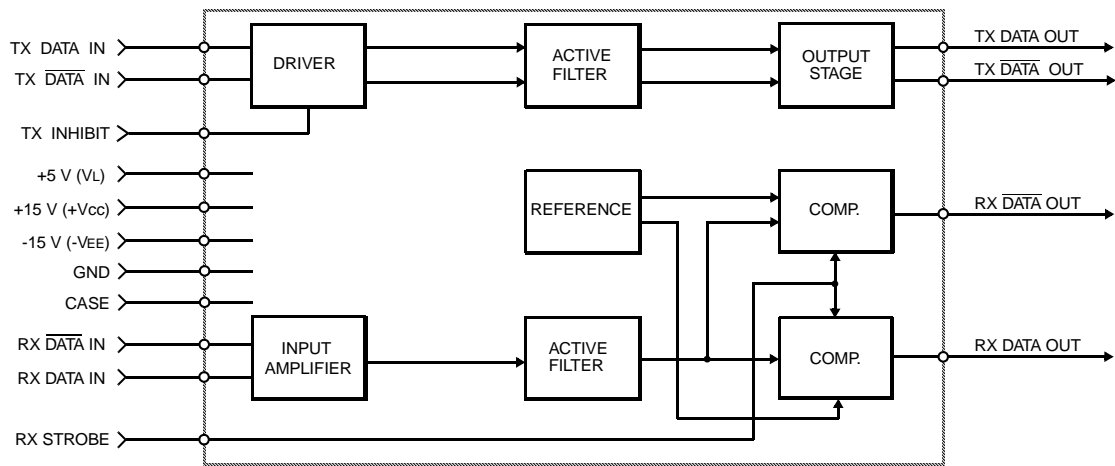 TX DATA IN
TX DATA IN
TX INHIBIT
+5 V (VL)
+15 V (+Vcc)
-15 V (-VEE)
GND
CASE
RX DATA IN
RX DATA IN
RX STROBE
DRIVER
ACTIVE
FILTER
OUTPUT
STAGE
REFERENCE
COMP.
INPUT
AMPLIFIER
ACTIVE
FILTER
COMP.
TX DATA OUT
TX DATA OUT
RX DATA OUT
RX DATA OUT